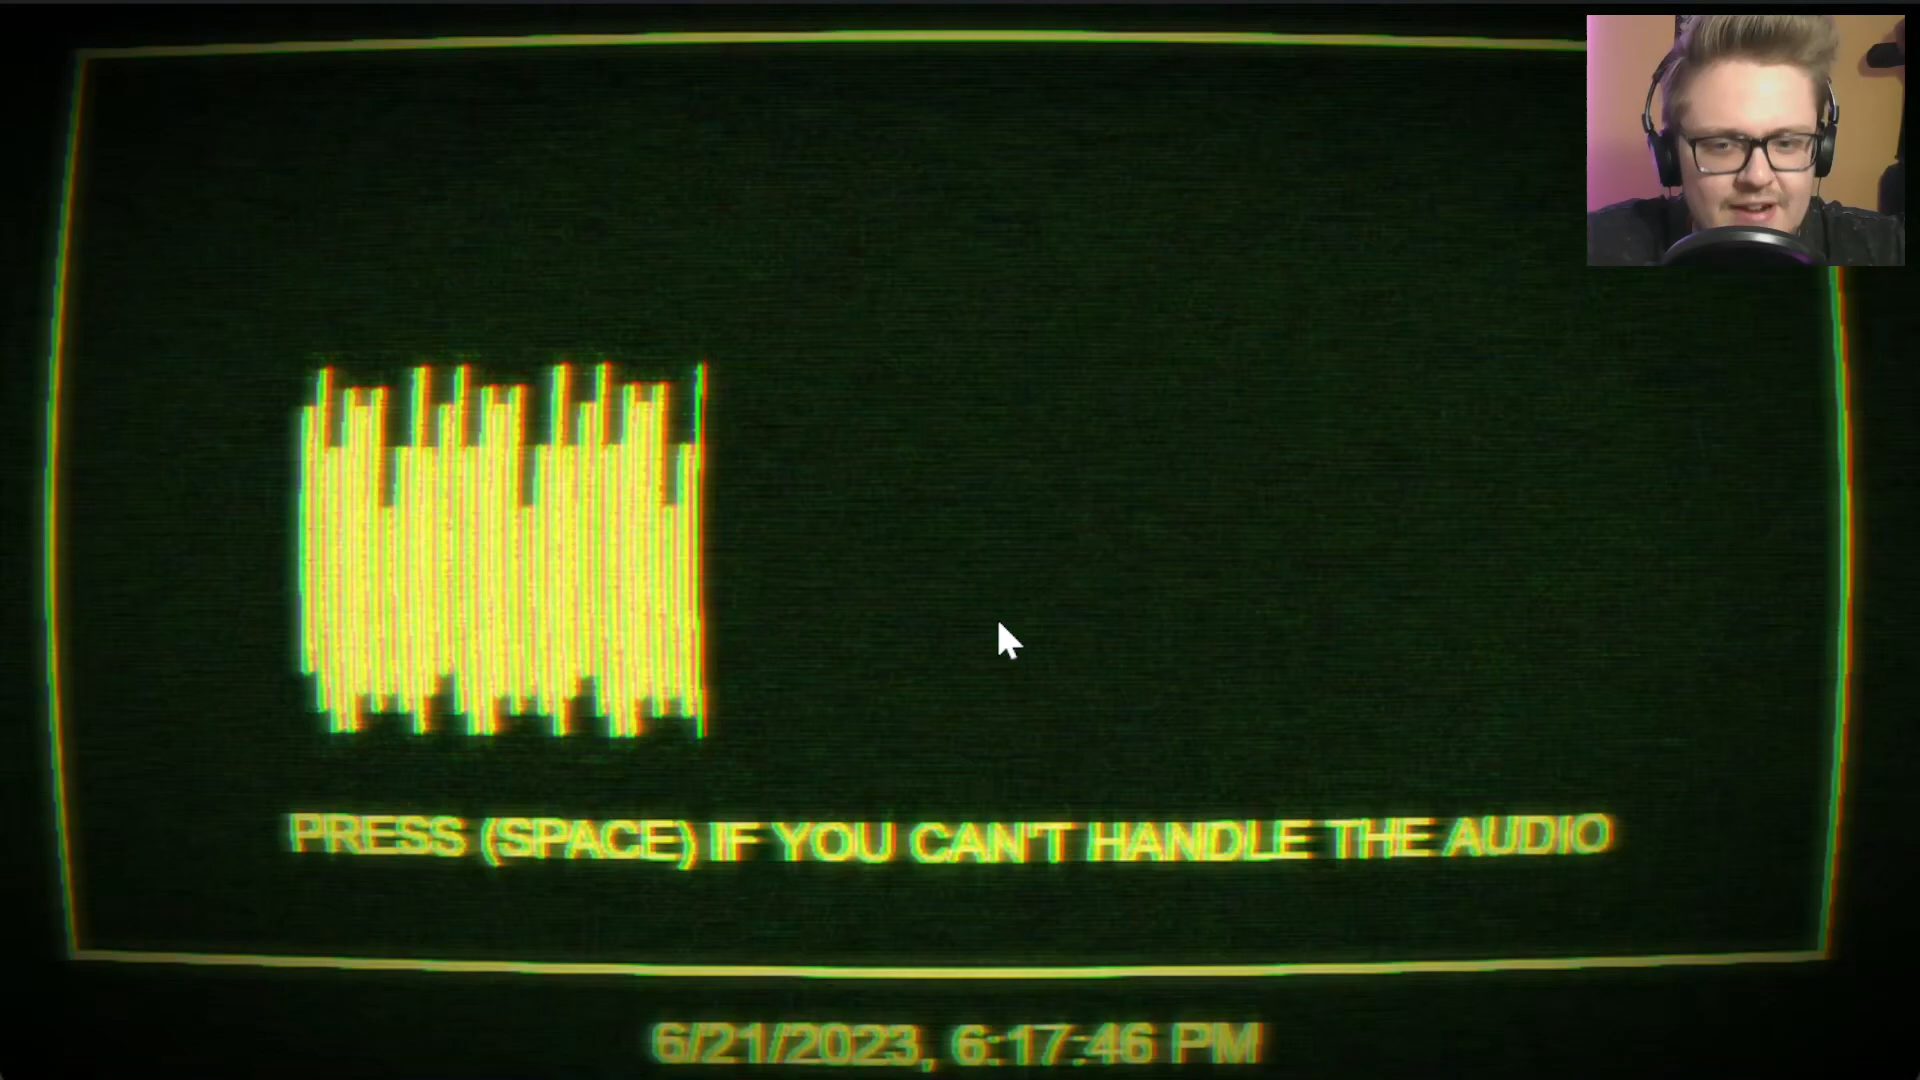 PRESS (SPACE) IF YOU CAN'T HANDLE THE AUDIO
6/21/2023, 6:17:46 PM